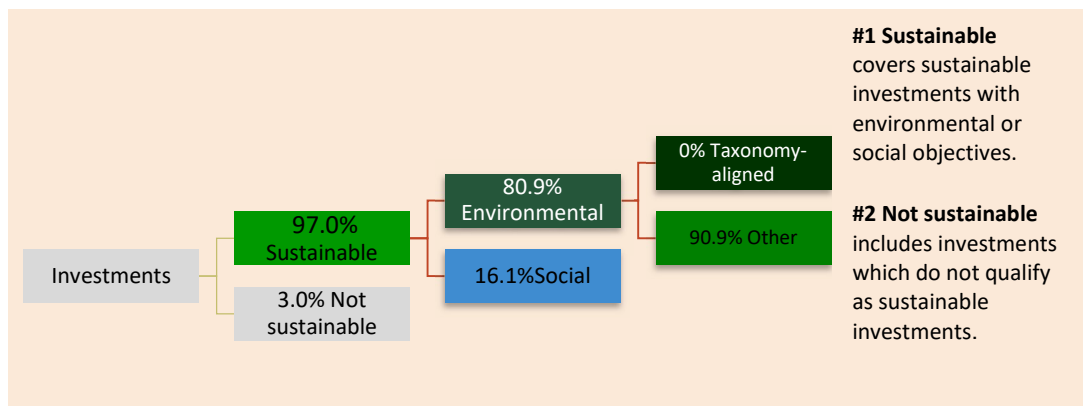 Investments
97.0%
Sustainable
3.0% Not
sustainable
80.9%
Environmental
16.1%Social
0% Taxonomy-
aligned
90.9% Other
#1 Sustainable
covers sustainable
investments with
environmental or
social objectives.
#2 Not sustainable
includes investments
which do not qualify
as sustainable
investments.